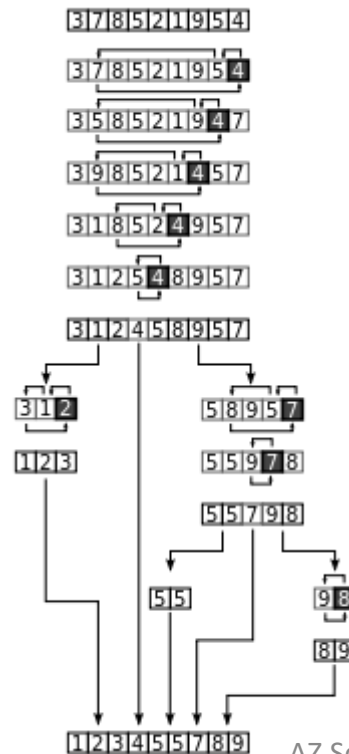 3 7 8 5 2 1 9 5 4
3 7 8 5 2 1 9 5 4
3 5 8 5 2 1 9 4 7
3 9 8 5 2 1 4 5 7
3 1 8 5 2 4 9 5 7
3 1 2 5 4 8 9 5 7
3 1 2 4 5 8 9 5 7
3 1 2
5 8 9 5 7
1 2 3
5 5 9 7 8
5 5 7 9 8
5 5
9 8
8 9
1 2 3 4 5 5 7 8 9
AZ